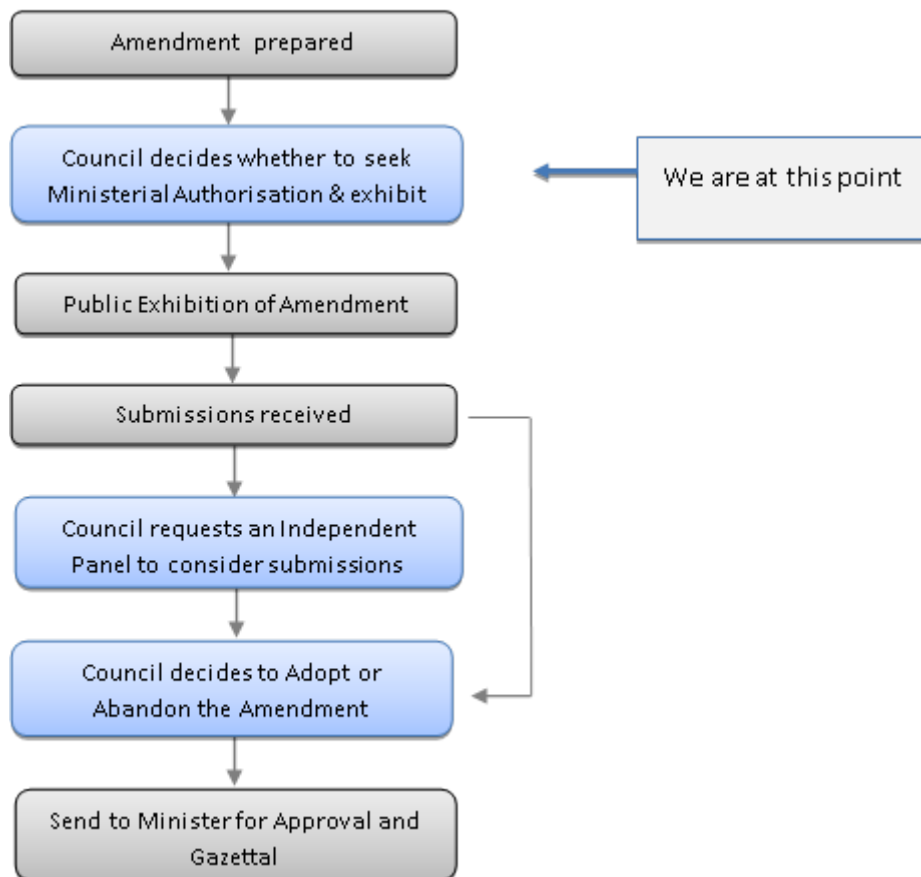 Amendment prepared
Council decides whether to seek
Ministerial Authorisation & exhibit
We are at this point
Public Exhibition of Amendment
Submissions received
Council requests an Independent
Panel to consider submissions
Council decides to Adopt or
Abandon the Amendment
Send to Minister for Approval and
Gazettal